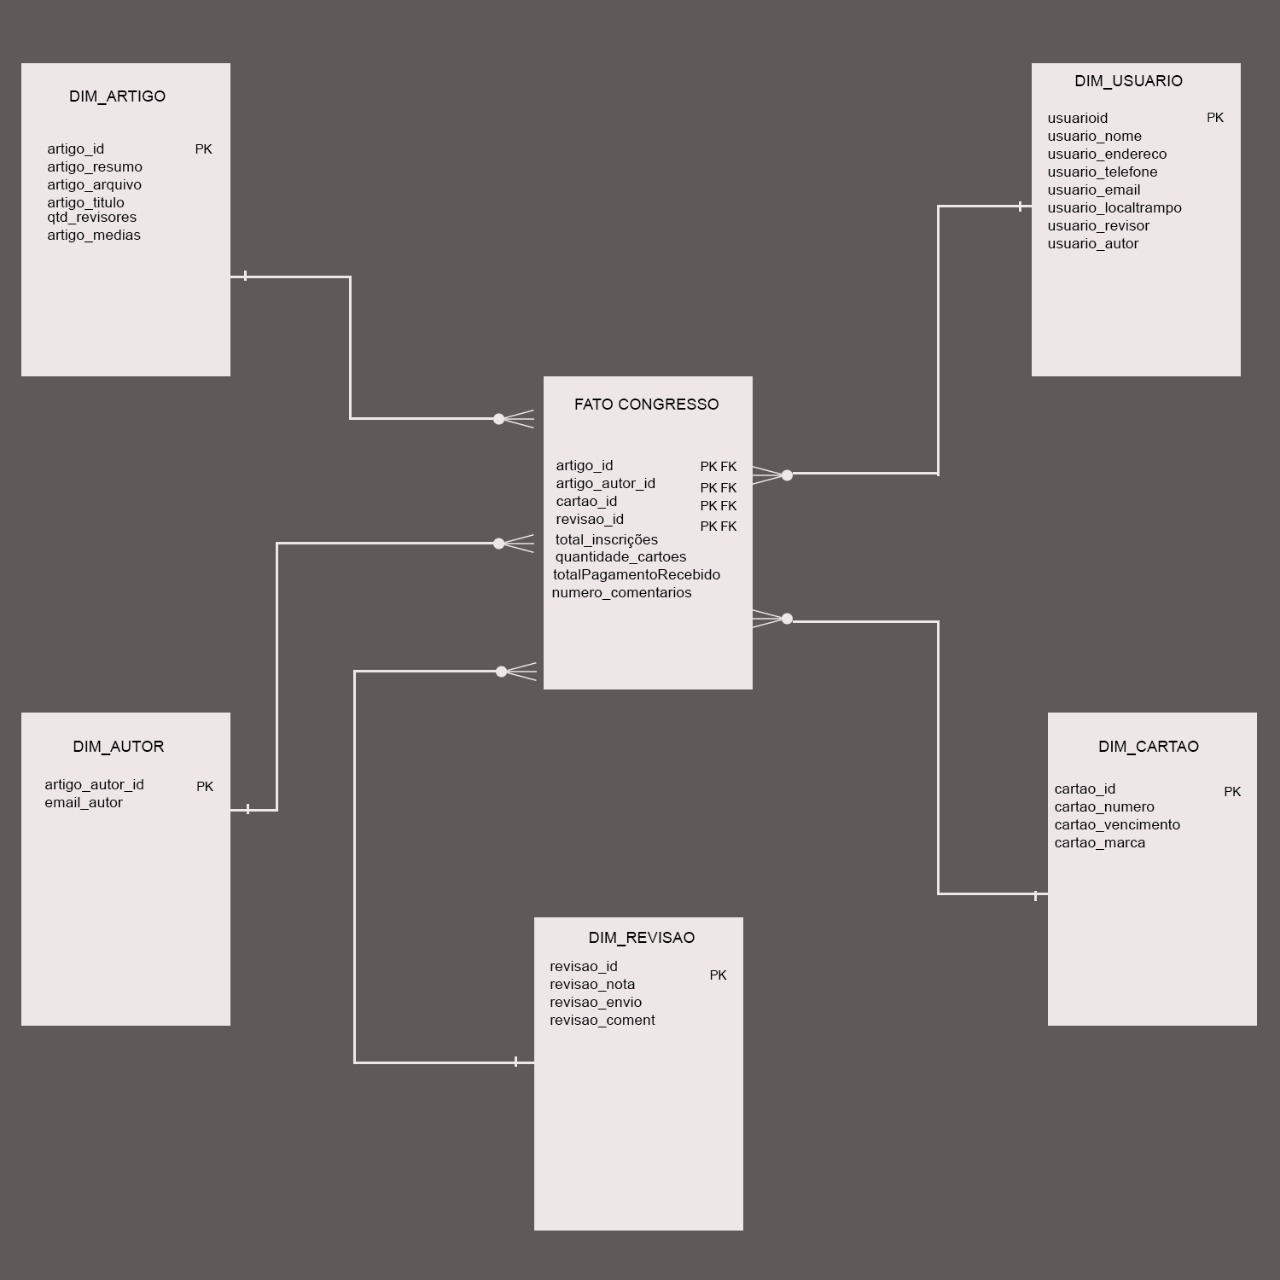 DIM_ARTIGO
artigo_id PK
artigo_resumo
artigo_arquivo
artigo_titulo
qtd_revisores
artigo_medias
DIM_USUARIO
usuarioid PK
usuario_nome
usuario_endereco
usuario_telefone
usuario_email
usuario_localtrampo
usuario_revisor
usuario_autor
FATO CONGRESSO
artigo_id PK FK
artigo_autor_id PK FK
cartao_id PK FK
revisao_id PK FK
total_inscrições
quantidade_cartoes
totalPagamentoRecebido
numero_comentarios
DIM_AUTOR
artigo_autor_id PK
email_autor
DIM_CARTAO
cartao_id PK
cartao_numero
cartao_vencimento
cartao_marca
DIM_REVISAO
revisao_id PK
revisao_nota
revisao_envio
revisao_coment